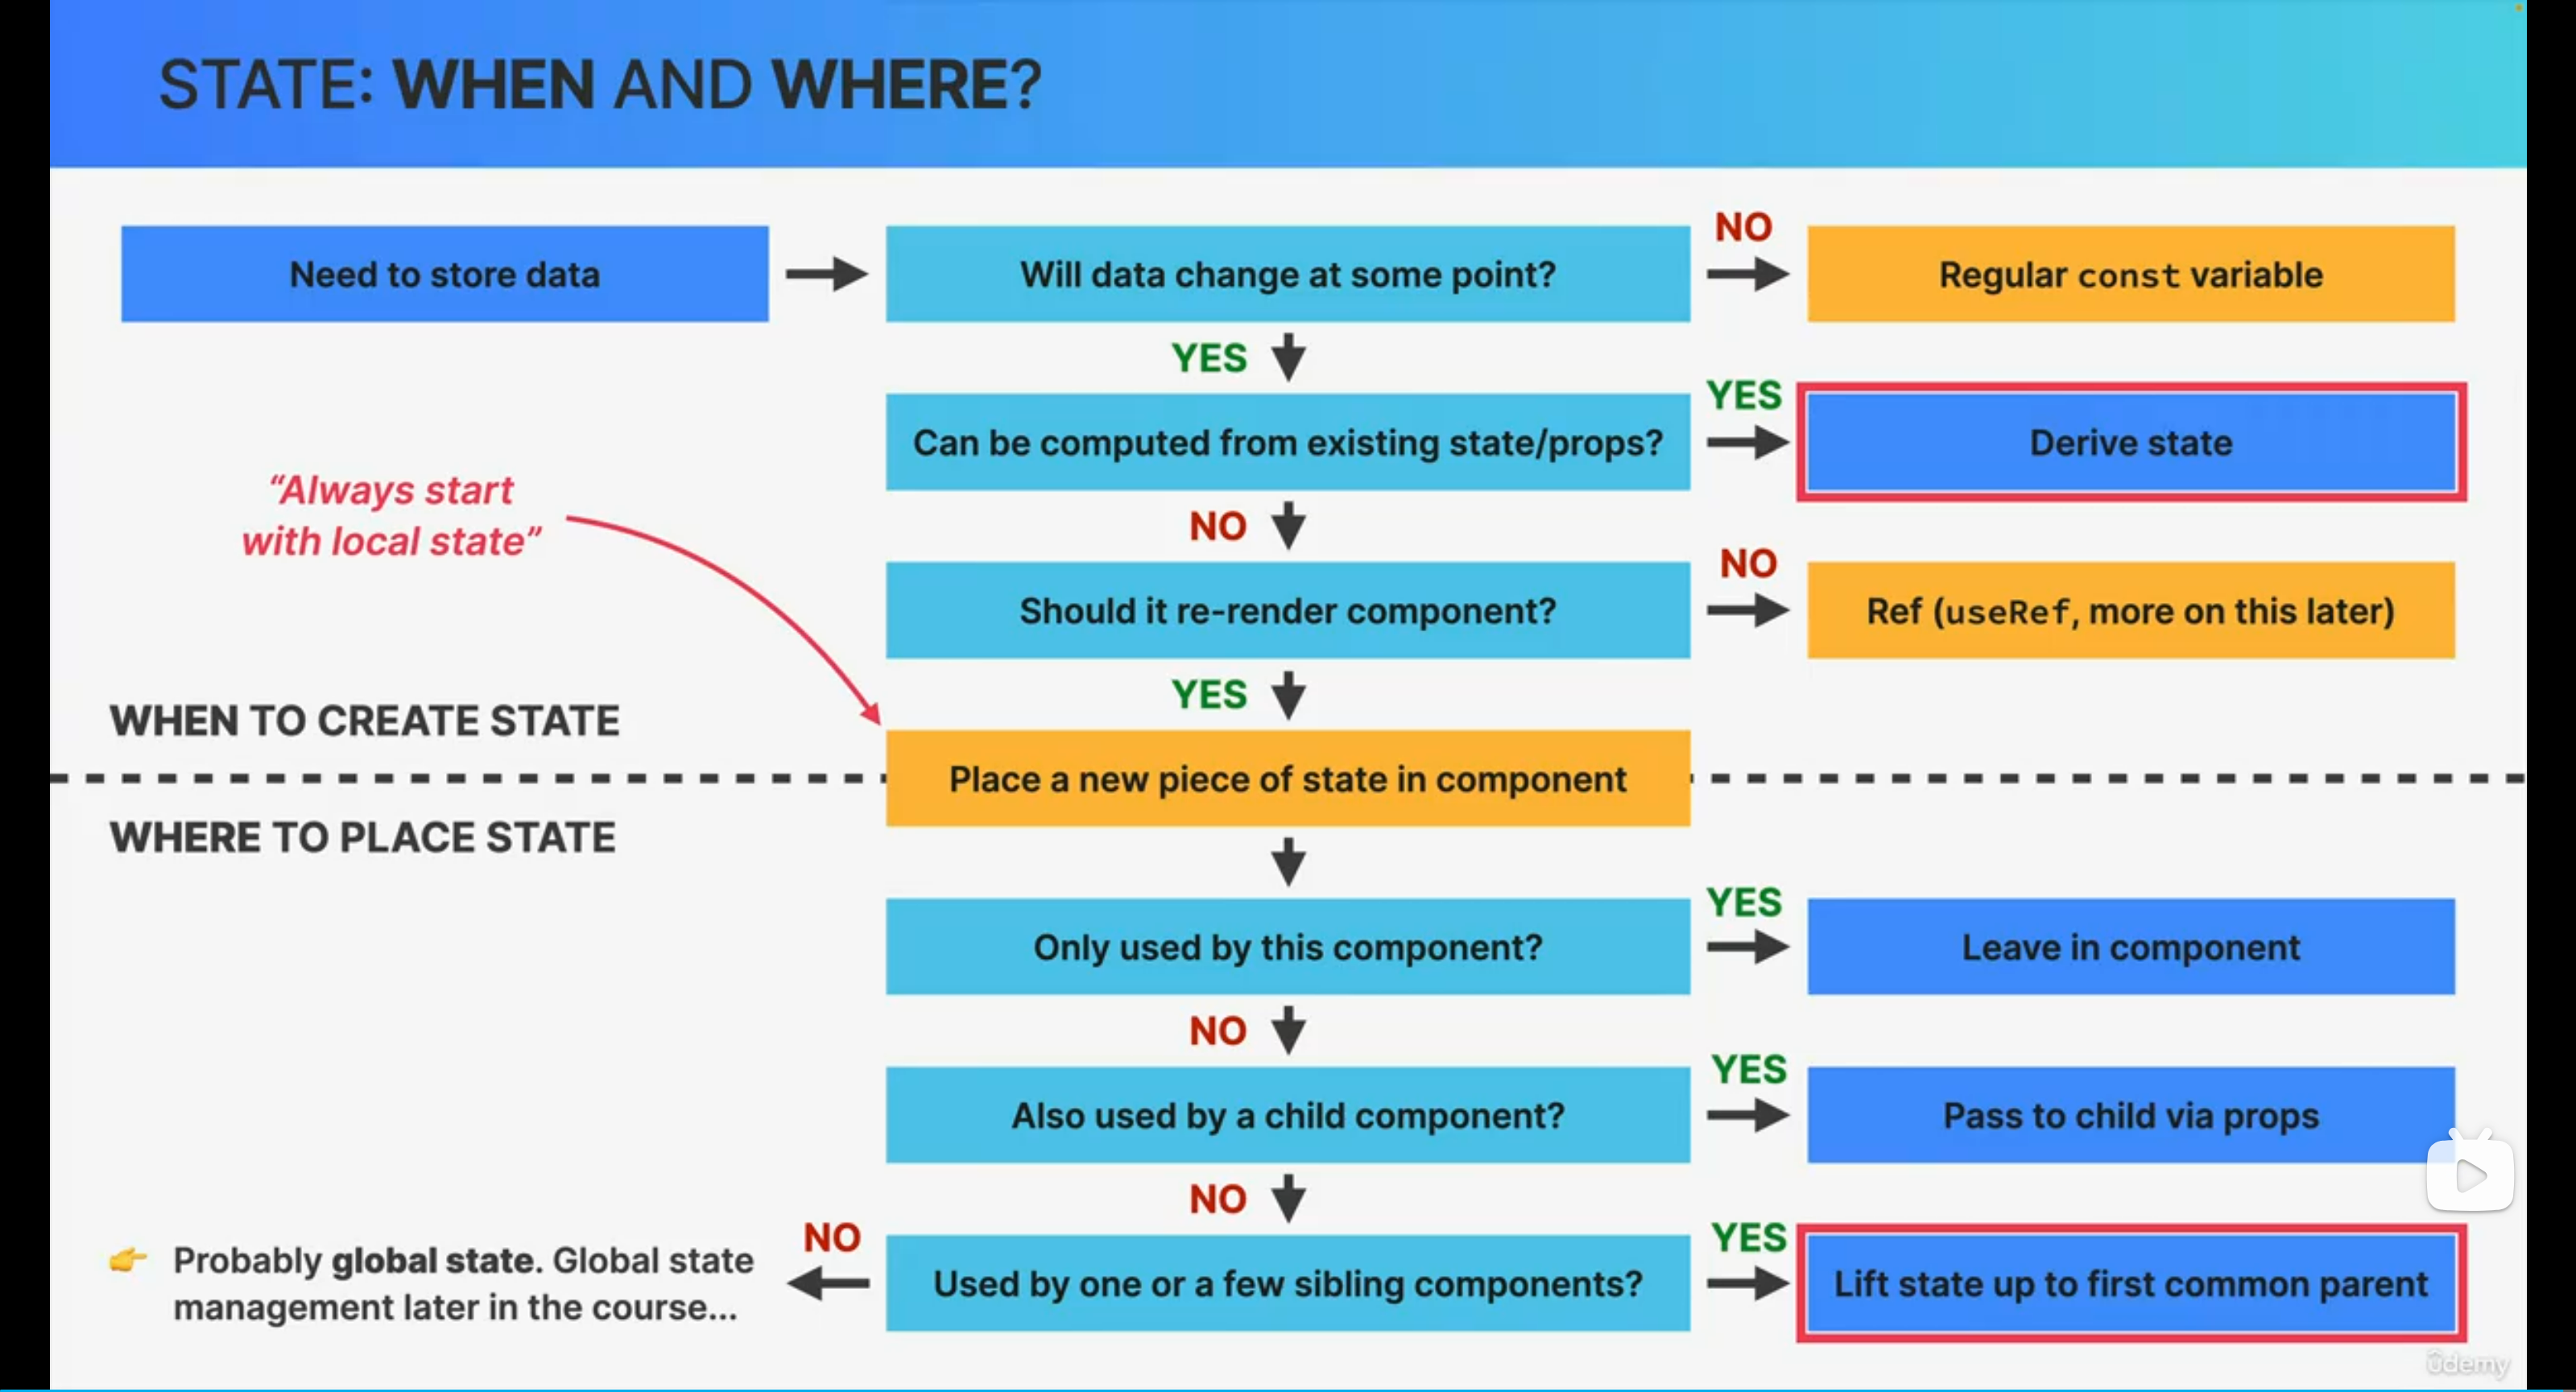 STATE: WHEN AND WHERE?
Need to store data
Will data change at some point?
NO
Regular const variable
YES
Can be computed from existing state/props?
YES
Derive state
“Always start
with local state”
NO
Should it re-render component?
NO
Ref (useRef, more on this later)
YES
WHEN TO CREATE STATE
Place a new piece of state in component
WHERE TO PLACE STATE
Only used by this component?
YES
Leave in component
NO
Also used by a child component?
YES
Pass to child via props
NO
Used by one or a few sibling components?
YES
Lift state up to first common parent
NO
👉 Probably global state. Global state
management later in the course...
ûdemy